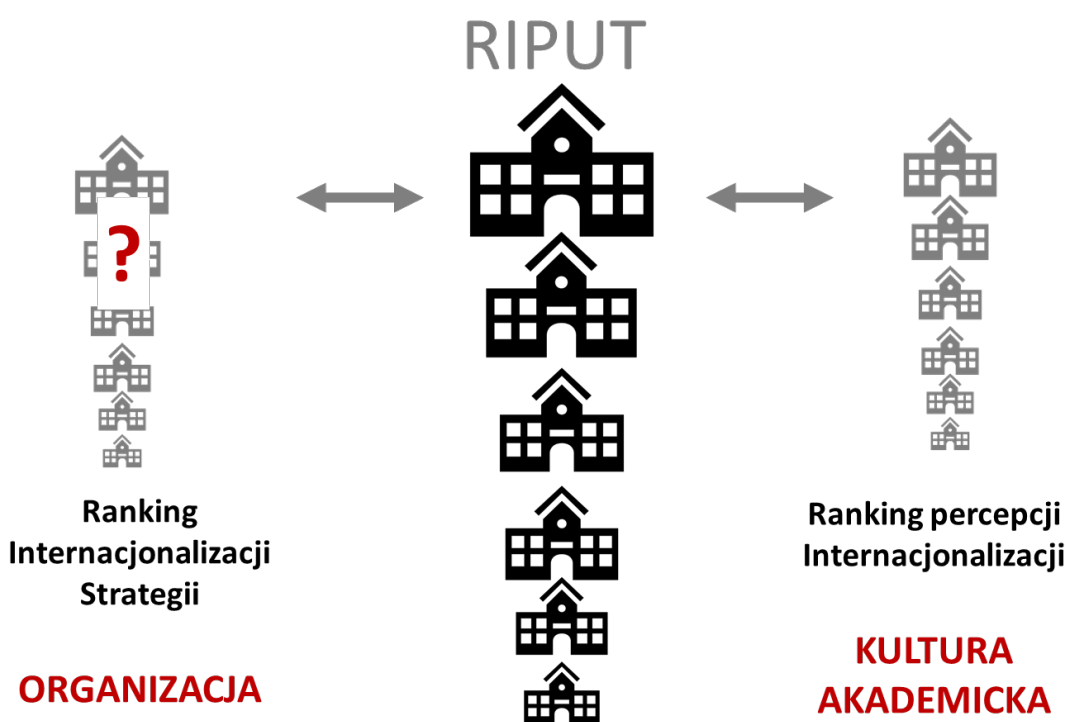 RIPUT
?
Ranking
Internacjonalizacji
Strategii
ORGANIZACJA
Ranking percepcji
Internacjonalizacji
KULTURA
AKADEMICKA